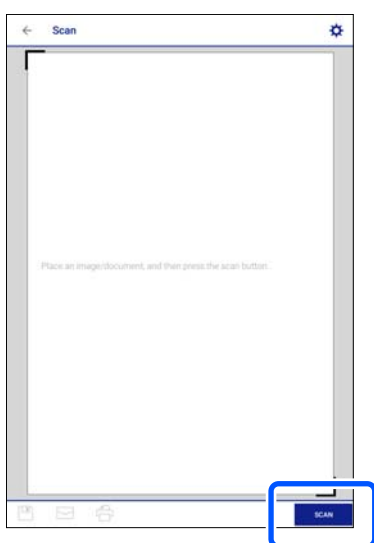 Scan
Place an image/document, and then press the scan button.
SCAN